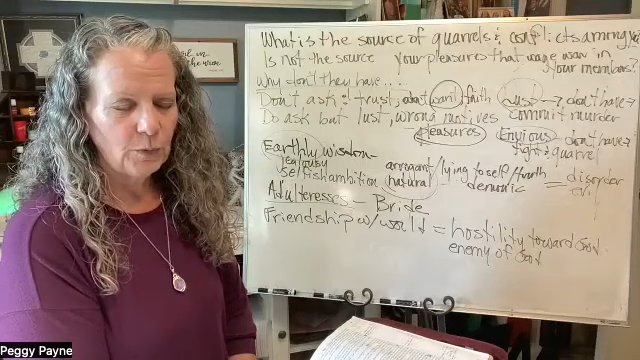 What is the source of quarrels & conflicts among you?
Is not the source your pleasures that wage war in your members?
Why don't they have...
Don't ask: trust, want faith Lust → don't have?
Do ask but lust, wrong motives commit murder
pleasures Envious don't have?
fight & quarrel
Earthly wisdom -
jealousy arrogant / lying to self / truth
selfish ambition natural demonic = disorder
evil
Adulteresses - Bride
Friendship w/ world = hostility toward God
enemy of God
Peggy Payne